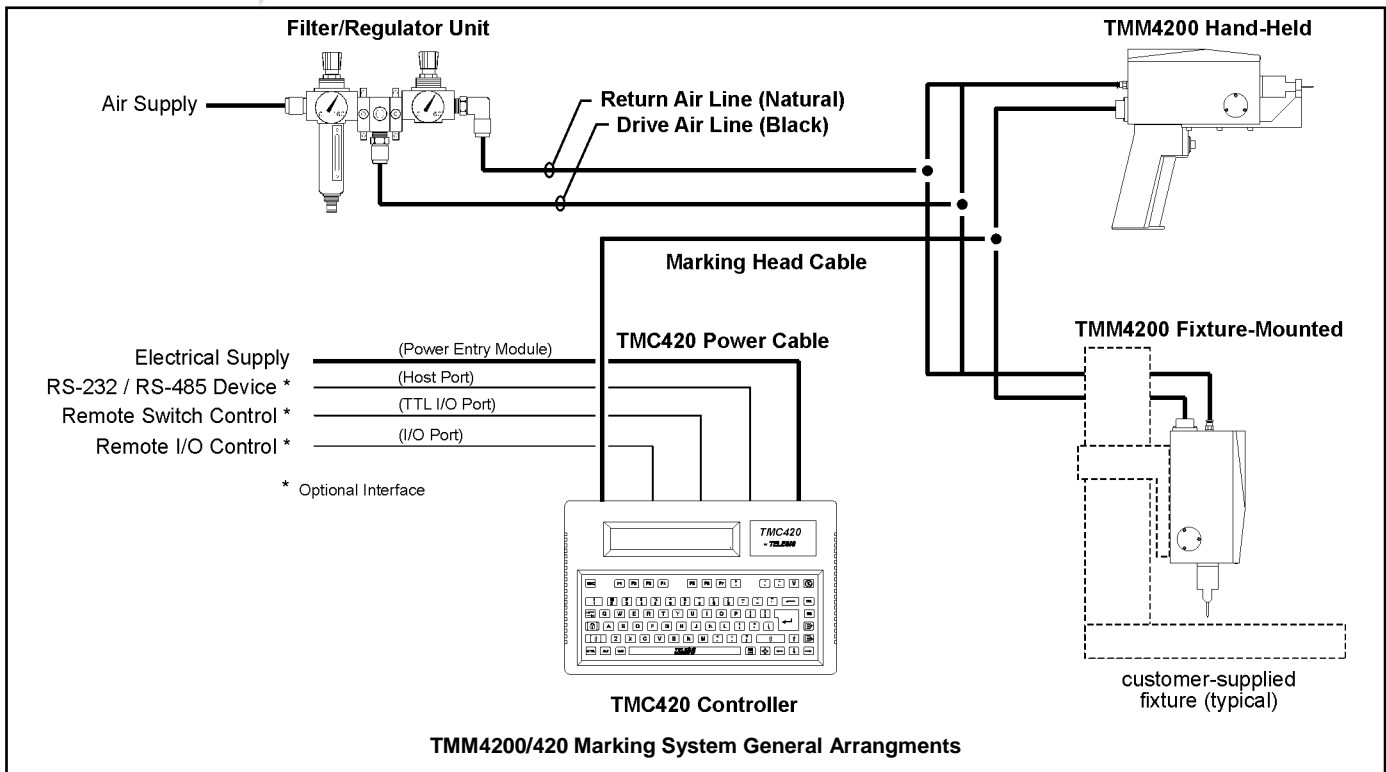 Filter/Regulator Unit
TMM4200 Hand-Held
Air Supply
Return Air Line (Natural)
Drive Air Line (Black)
Marking Head Cable
TMM4200 Fixture-Mounted
TMC420 Power Cable
Electrical Supply
(Power Entry Module)
RS-232 / RS-485 Device *
(Host Port)
Remote Switch Control *
(TTL I/O Port)
Remote I/O Control *
(I/O Port)
* Optional Interface
TMC420
TELESIS
Q W E R T Y U I O P
A S D F G H J K L
Z X C V B N M
TELESIS
customer-supplied
fixture (typical)
TMC420 Controller
TMM4200/420 Marking System General Arrangments